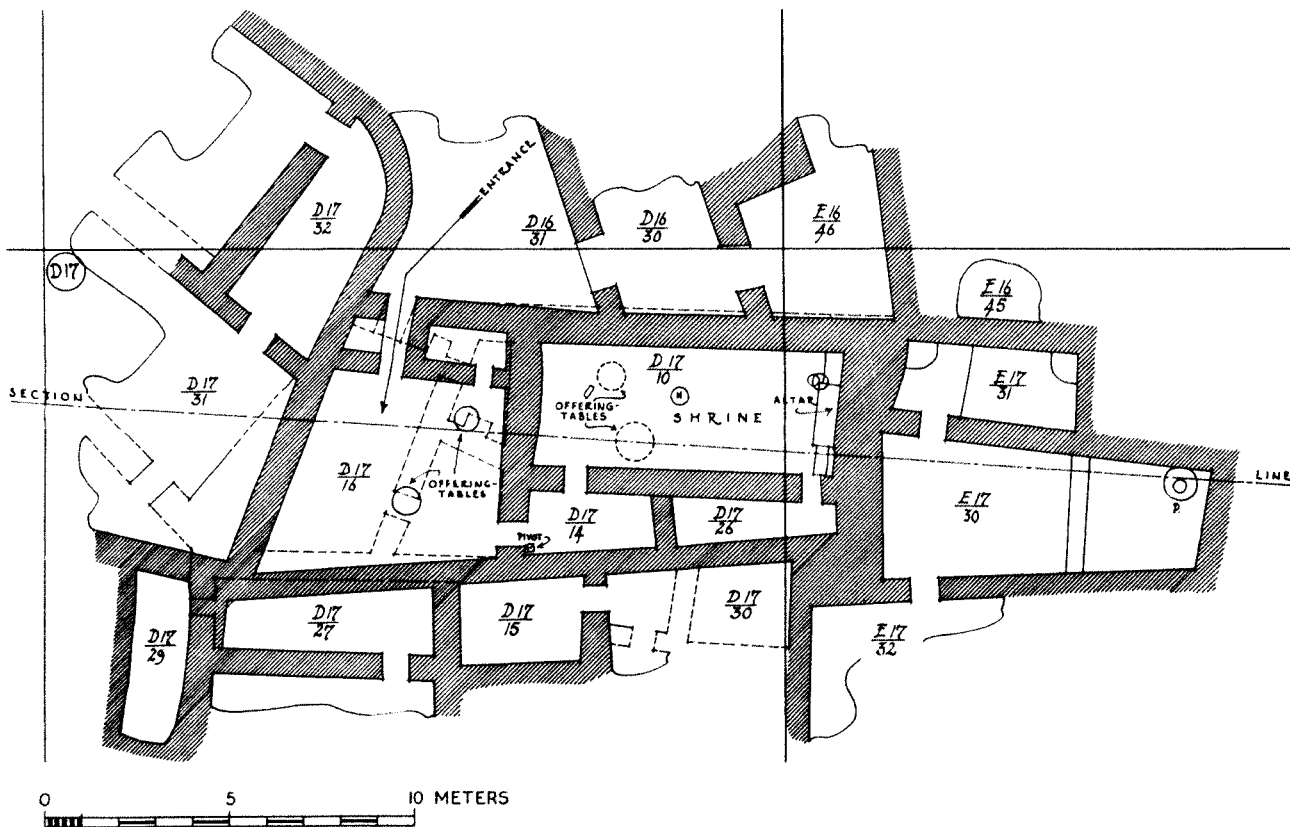 ENTRANCE
D17
32
D16
31
D16
30
E16
46
D17
E16
45
D17
31
SECTION
D17
10
OFFERING-
TABLES
H
SHRINE
ALTAR
E17
31
D17
16
OFFERING-
TABLES
LINE
E17
30
P.
D17
14
D17
26
PIVOT
D17
29
D17
27
D17
15
D17
30
E17
32
0 5 10 METERS